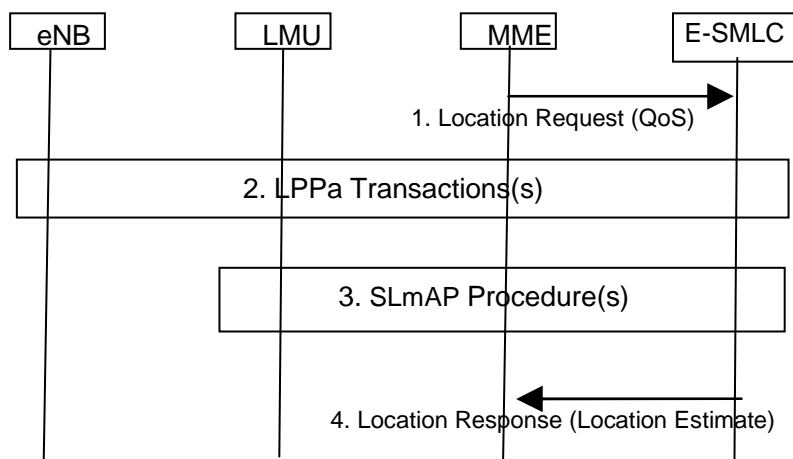 eNB
LMU
MME
E-SMLC
1. Location Request (QoS)
2. LPPa Transactions(s)
3. SLmAP Procedure(s)
4. Location Response (Location Estimate)